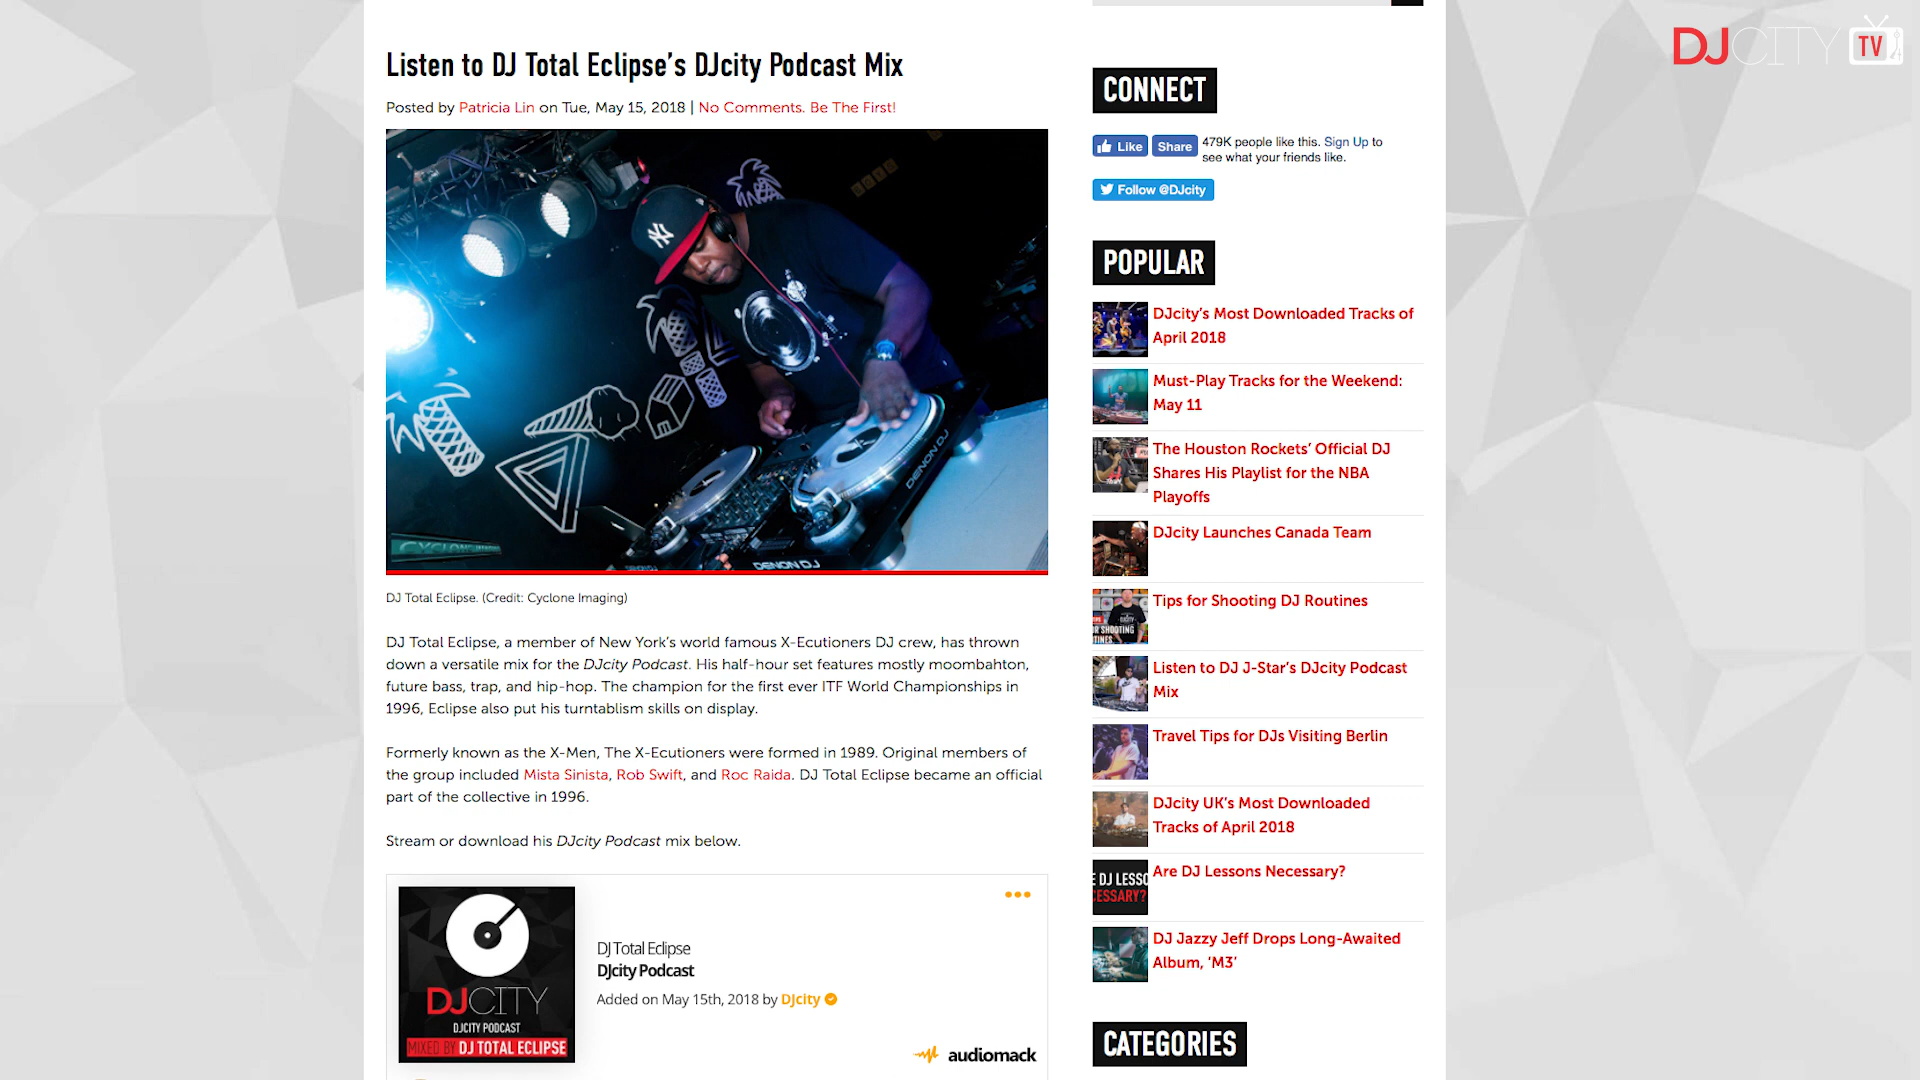 DJCITY TV
Listen to DJ Total Eclipse’s DJcity Podcast Mix
Posted by Patricia Lin on Tue, May 15, 2018 | No Comments. Be The First!
NY
DENON DJ
DENON DJ
DENON DJ
DJ Total Eclipse. (Credit: Cyclone Imaging)
DJ Total Eclipse, a member of New York’s world famous X-Ecutioners DJ crew, has thrown
down a versatile mix for the DJcity Podcast. His half-hour set features mostly moombahton,
future bass, trap, and hip-hop. The champion for the first ever ITF World Championships in
1996, Eclipse also put his turntablism skills on display.
Formerly known as the X-Men, The X-Ecutioners were formed in 1989. Original members of
the group included Mista Sinista, Rob Swift, and Roc Raida. DJ Total Eclipse became an official
part of the collective in 1996.
Stream or download his DJcity Podcast mix below.
DJCITY
DJCITY PODCAST
MIXED BY DJ TOTAL ECLIPSE
DJ Total Eclipse
DJcity Podcast
Added on May 15th, 2018 by DJcity
audiomack
CONNECT
Like Share 479K people like this. Sign Up to
see what your friends like.
Follow @DJcity
POPULAR
DJcity’s Most Downloaded Tracks of
April 2018
Must-Play Tracks for the Weekend:
May 11
The Houston Rockets’ Official DJ
Shares His Playlist for the NBA
Playoffs
DJcity Launches Canada Team
Tips for Shooting DJ Routines
R SHOOTING
TINES
Listen to DJ J-Star’s DJcity Podcast
Mix
Travel Tips for DJs Visiting Berlin
DJcity UK’s Most Downloaded
Tracks of April 2018
Are DJ Lessons Necessary?
E DJ LESSO
ECESSARY?
DJ Jazzy Jeff Drops Long-Awaited
Album, ‘M3’
CATEGORIES